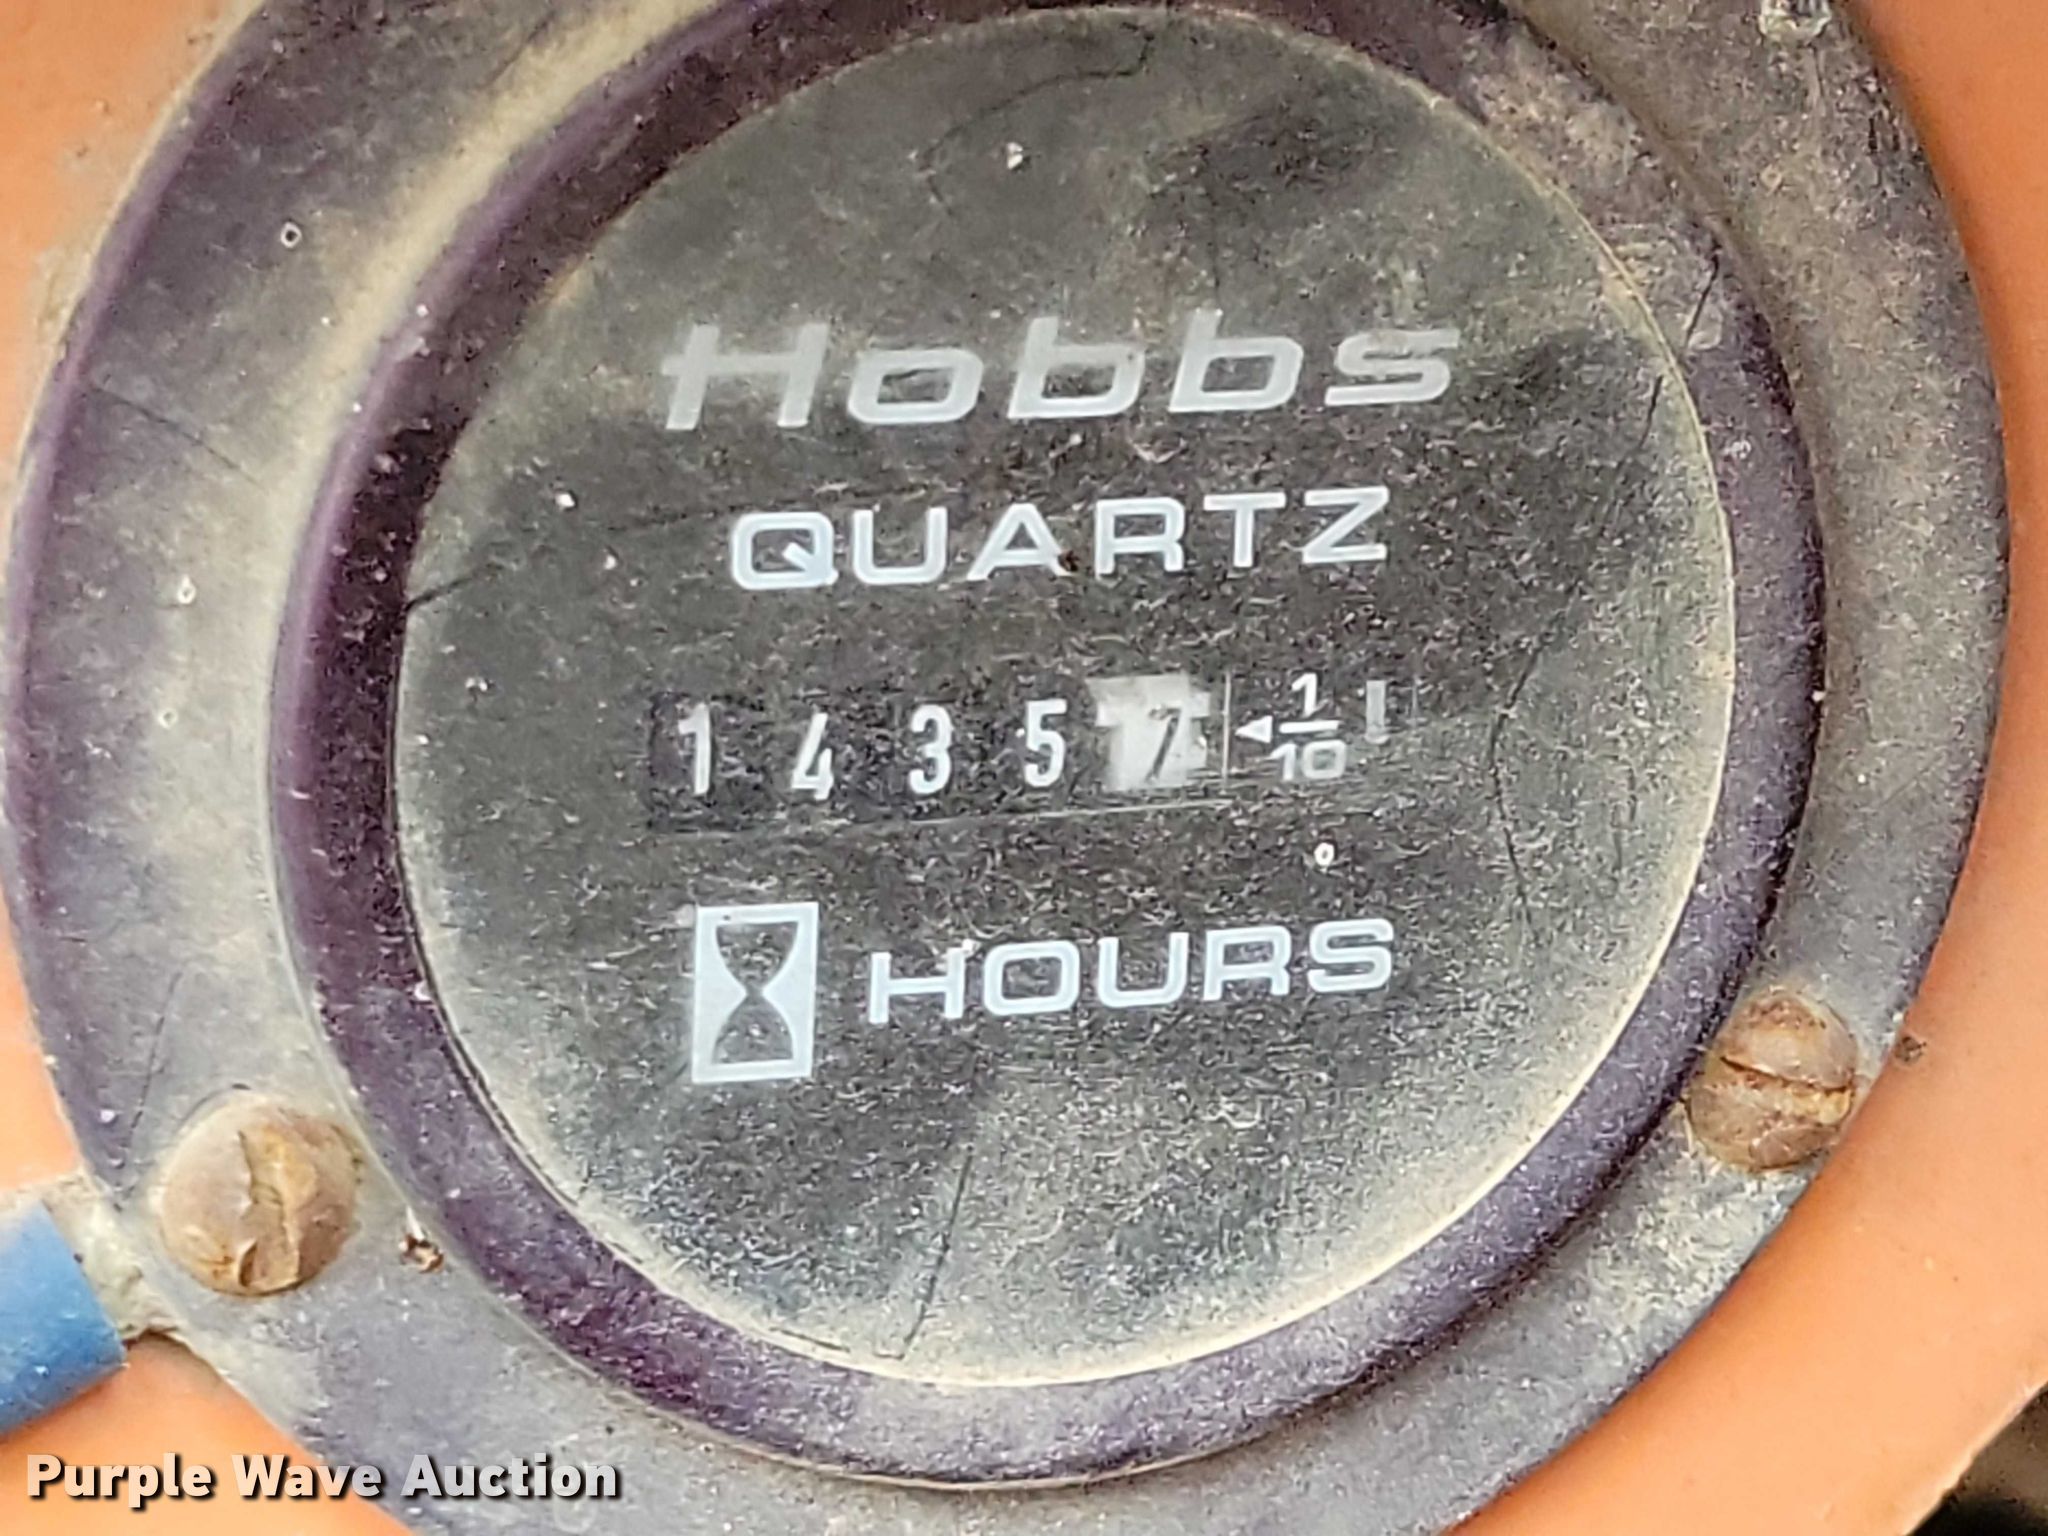 Hobbs
QUARTZ
1 4 3 5 7 1/10
HOURS
Purple Wave Auction